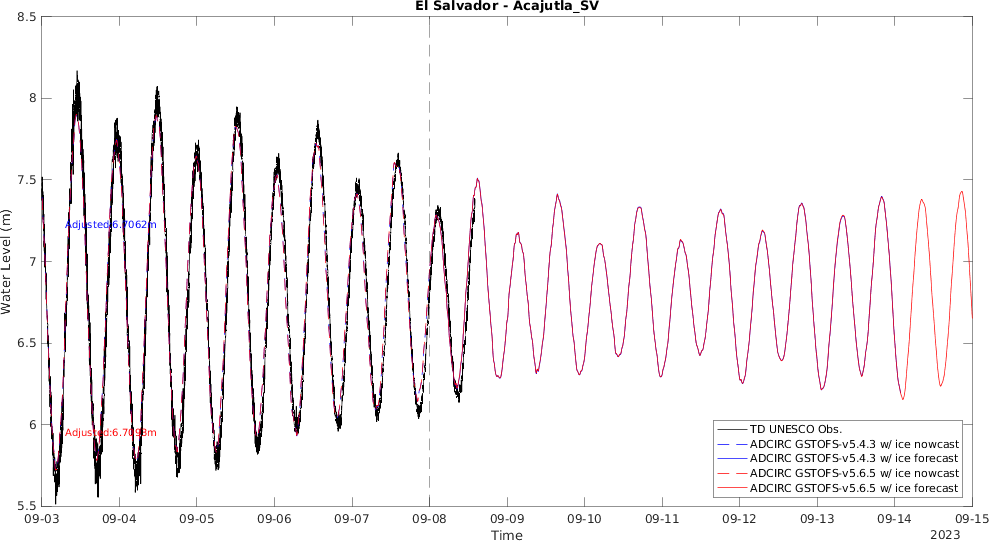 El Salvador - Acajutla_SV
8.5
8
7.5
7
6.5
6
5.5
Water Level (m)
Adjusted:6.7062m
Adjusted:6.7093m
TD UNESCO Obs.
ADCIRC GSTOFS-v5.4.3 w/ ice nowcast
ADCIRC GSTOFS-v5.4.3 w/ ice forecast
ADCIRC GSTOFS-v5.6.5 w/ ice nowcast
ADCIRC GSTOFS-v5.6.5 w/ ice forecast
09-03 09-04 09-05 09-06 09-07 09-08 09-09 09-10 09-11 09-12 09-13 09-14 09-15
Time
2023